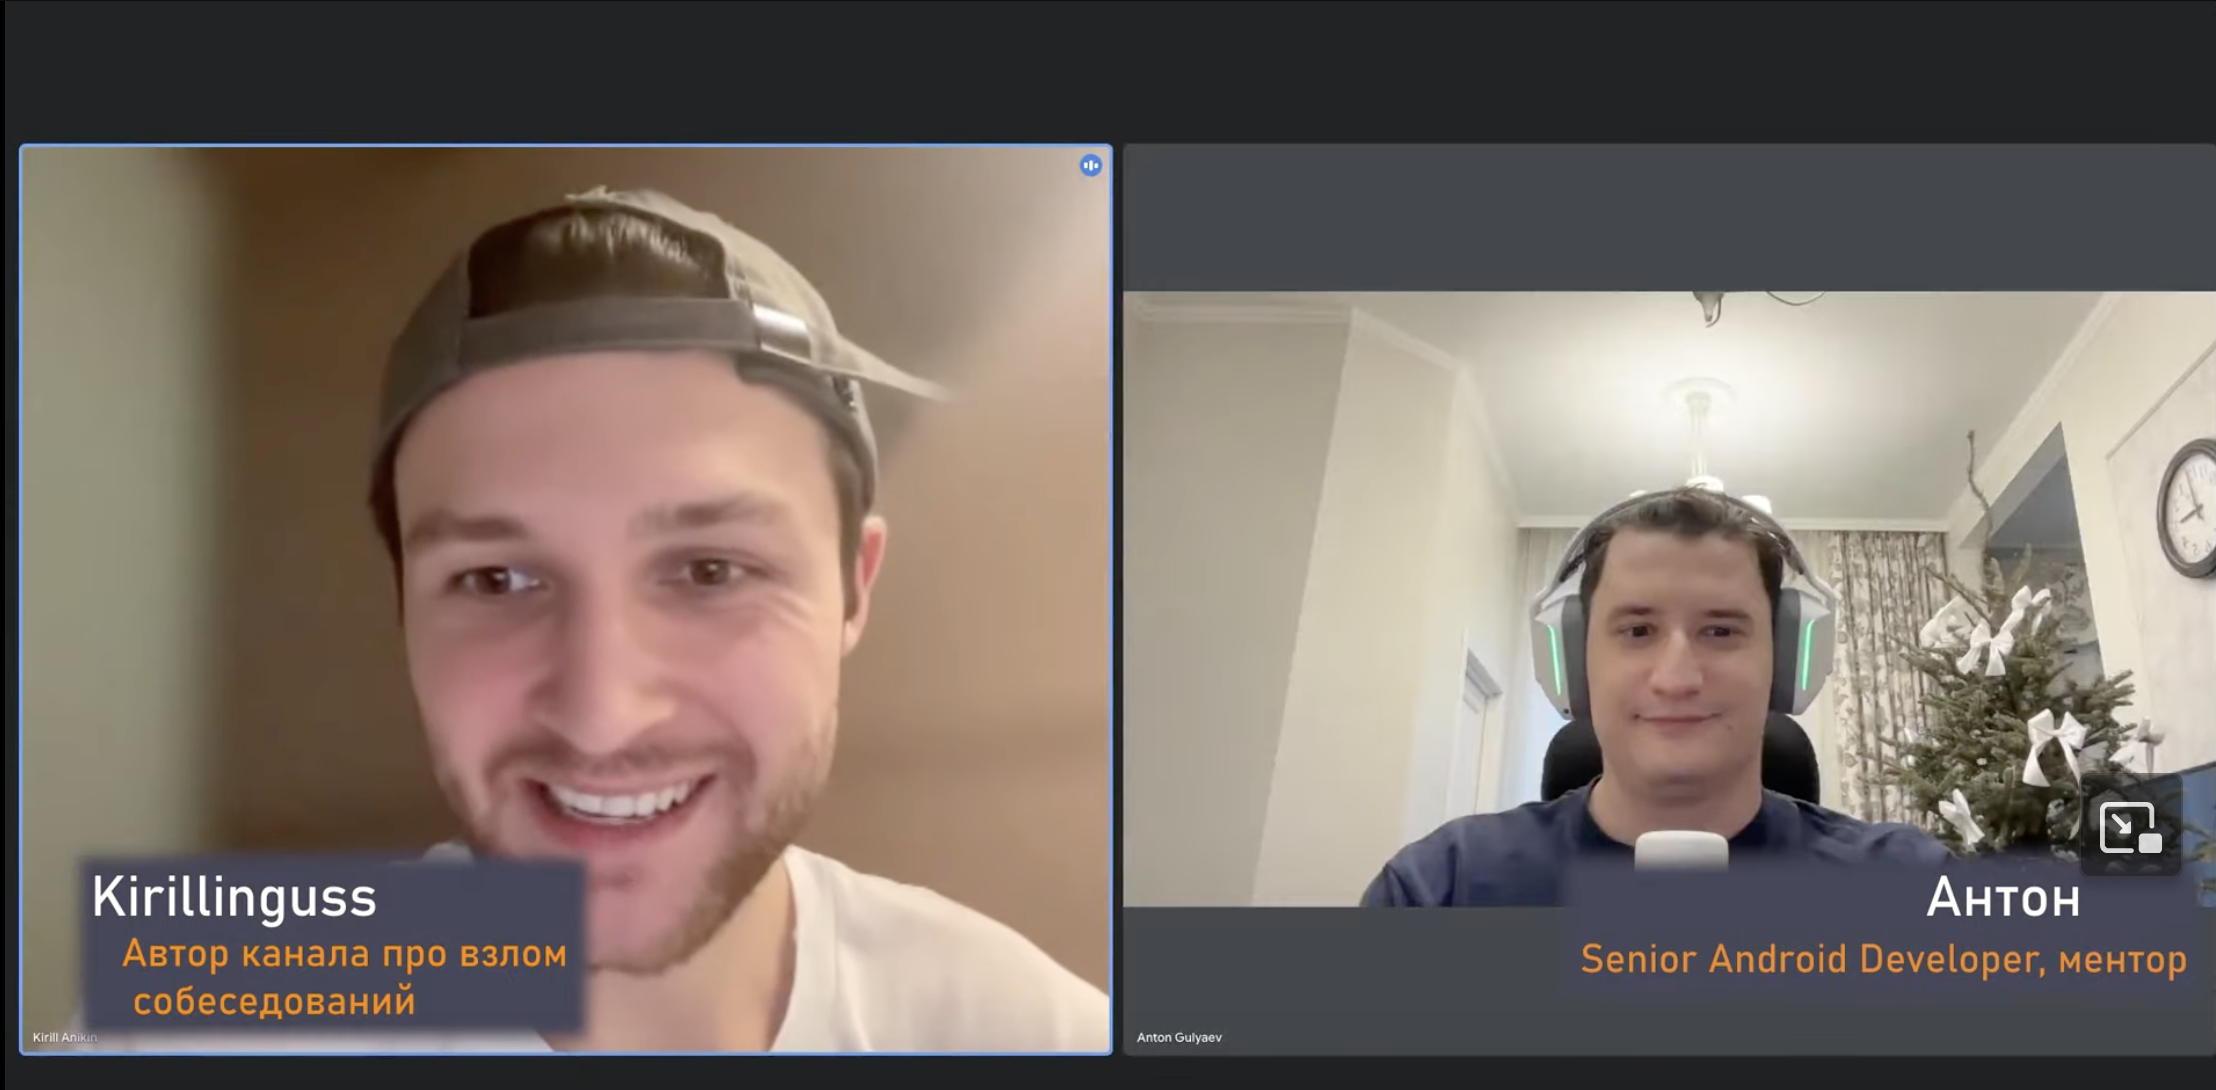 Kirillinguss
Автор канала про взлом
собеседований
Kirill Anikin
Антон
Senior Android Developer, ментор
Anton Gulyaev